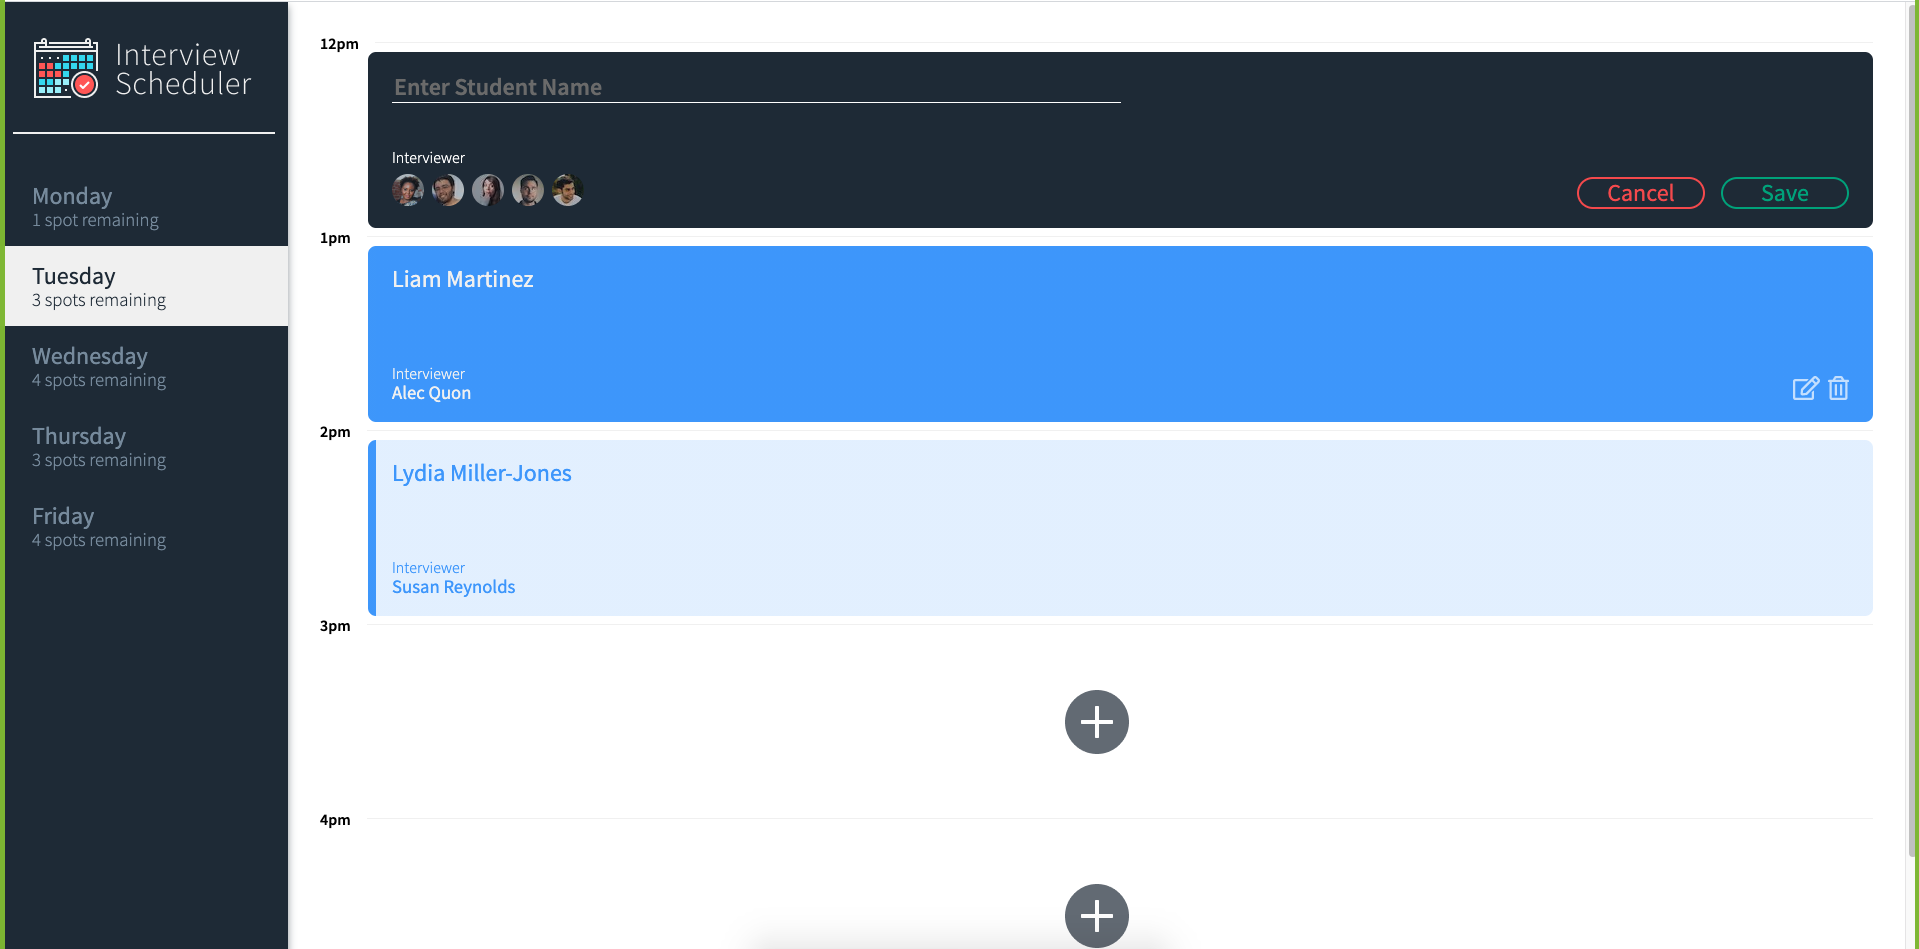 Interview
Scheduler
Monday
1 spot remaining
Tuesday
3 spots remaining
Wednesday
4 spots remaining
Thursday
3 spots remaining
Friday
4 spots remaining
12pm
Enter Student Name
Interviewer
Cancel
Save
1pm
Liam Martinez
Interviewer
Alec Quon
2pm
Lydia Miller-Jones
Interviewer
Susan Reynolds
3pm
4pm